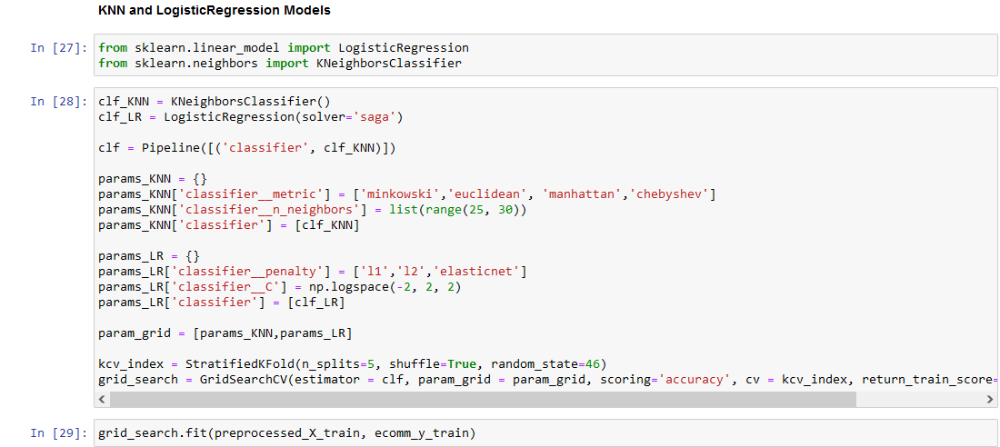 KNN and LogisticRegression Models
In [27]: from sklearn.linear_model import LogisticRegression
from sklearn.neighbors import KNeighborsClassifier
In [28]: clf_KNN = KNeighborsClassifier()
clf_LR = LogisticRegression(solver='saga')
clf = Pipeline([('classifier', clf_KNN)])
params_KNN = {}
params_KNN['classifier__metric'] = ['minkowski','euclidean', 'manhattan','chebyshev']
params_KNN['classifier__n_neighbors'] = list(range(25, 30))
params_KNN['classifier'] = [clf_KNN]
params_LR = {}
params_LR['classifier__penalty'] = ['l1','l2','elasticnet']
params_LR['classifier__C'] = np.logspace(-2, 2, 2)
params_LR['classifier'] = [clf_LR]
param_grid = [params_KNN,params_LR]
kcv_index = StratifiedKFold(n_splits=5, shuffle=True, random_state=46)
grid_search = GridSearchCV(estimator = clf, param_grid = param_grid, scoring='accuracy', cv = kcv_index, return_train_score=
In [29]: grid_search.fit(preprocessed_X_train, ecomm_y_train)